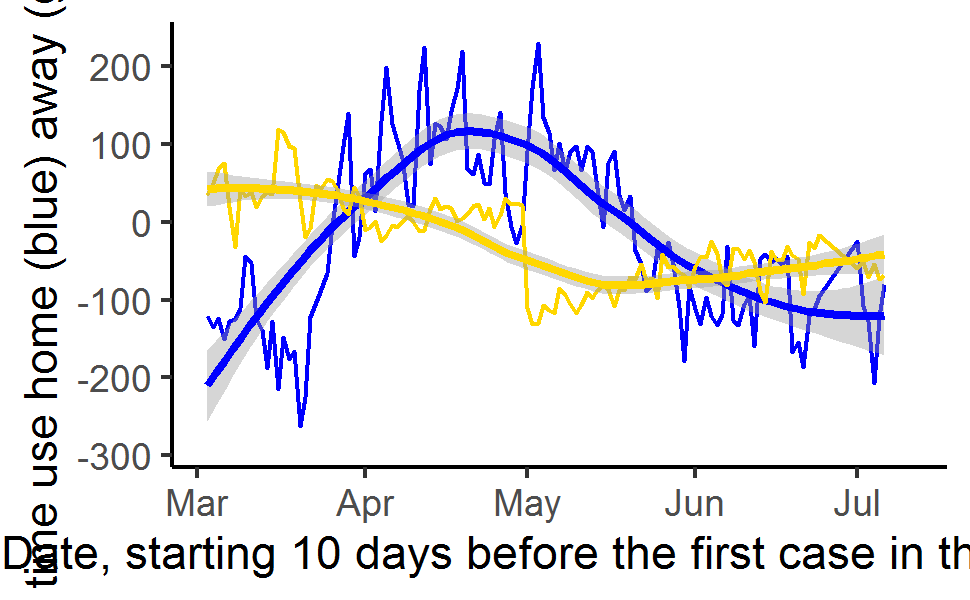 time use home (blue) away (
200
100
0
-100
-200
-300
Mar Apr May Jun Jul
Date, starting 10 days before the first case in th